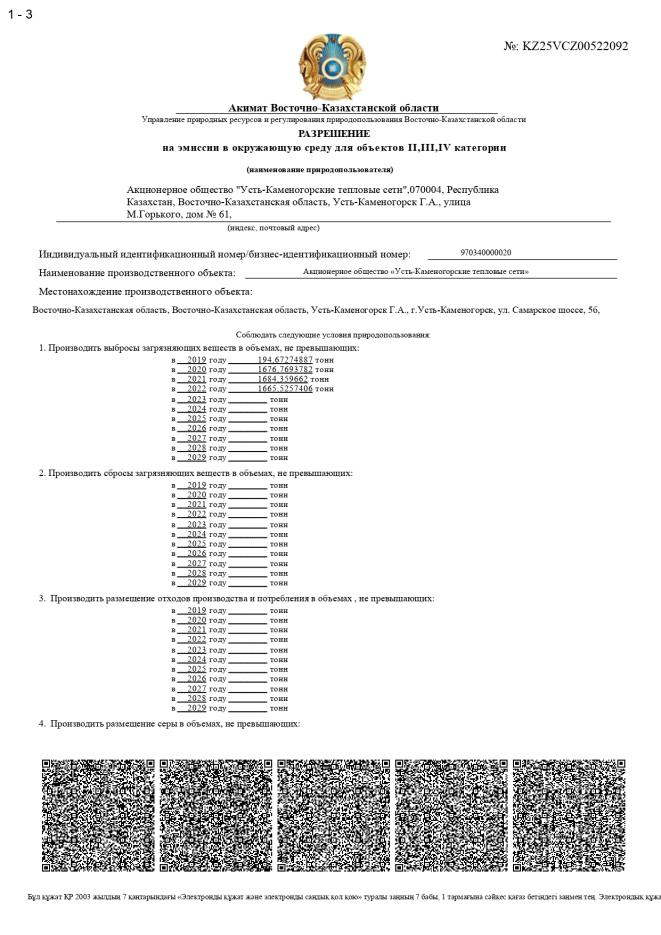 1 - 3
№: KZ25VCZ00522092
Акимат Восточно-Казахстанской области
Управление природных ресурсов и регулирования природопользования Восточно-Казахстанской области
РАЗРЕШЕНИЕ
на эмиссии в окружающую среду для объектов II,III,IV категории
(наименование природопользователя)
Акционерное общество "Усть-Каменогорские тепловые сети",070004, Республика
Казахстан, Восточно-Казахстанская область, Усть-Каменогорск Г.А., улица
М.Горького, дом № 61,
(индекс, почтовый адрес)
Индивидуальный идентификационный номер/бизнес-идентификационный номер: 970340000020
Наименование производственного объекта: Акционерное общество «Усть-Каменогорские тепловые сети»
Местонахождение производственного объекта:
Восточно-Казахстанская область, Восточно-Казахстанская область, Усть-Каменогорск Г.А., г.Усть-Каменогорск, ул. Самарское шоссе, 56,
Соблюдать следующие условия природопользования:
1. Производить выбросы загрязняющих веществ в объемах, не превышающих:
в 2019 году 194,67274887 тонн
в 2020 году 1676,7693782 тонн
в 2021 году 1684,359662 тонн
в 2022 году 1665,5257406 тонн
в 2023 году тонн
в 2024 году тонн
в 2025 году тонн
в 2026 году тонн
в 2027 году тонн
в 2028 году тонн
в 2029 году тонн
2. Производить сбросы загрязняющих веществ в объемах, не превышающих:
в 2019 году тонн
в 2020 году тонн
в 2021 году тонн
в 2022 году тонн
в 2023 году тонн
в 2024 году тонн
в 2025 году тонн
в 2026 году тонн
в 2027 году тонн
в 2028 году тонн
в 2029 году тонн
3. Производить размещение отходов производства и потребления в объемах , не превышающих:
в 2019 году тонн
в 2020 году тонн
в 2021 году тонн
в 2022 году тонн
в 2023 году тонн
в 2024 году тонн
в 2025 году тонн
в 2026 году тонн
в 2027 году тонн
в 2028 году тонн
в 2029 году тонн
4. Производить размещение серы в объемах, не превышающих:
Бұл құжат ҚР 2003 жылдың 7 қаңтарындағы «Электронды құжат және электронды сандық қол қою» туралы заңның 7 бабы, 1 тармағына сәйкес қағаз бетіндегі заңмен тең. Электрондық құжа